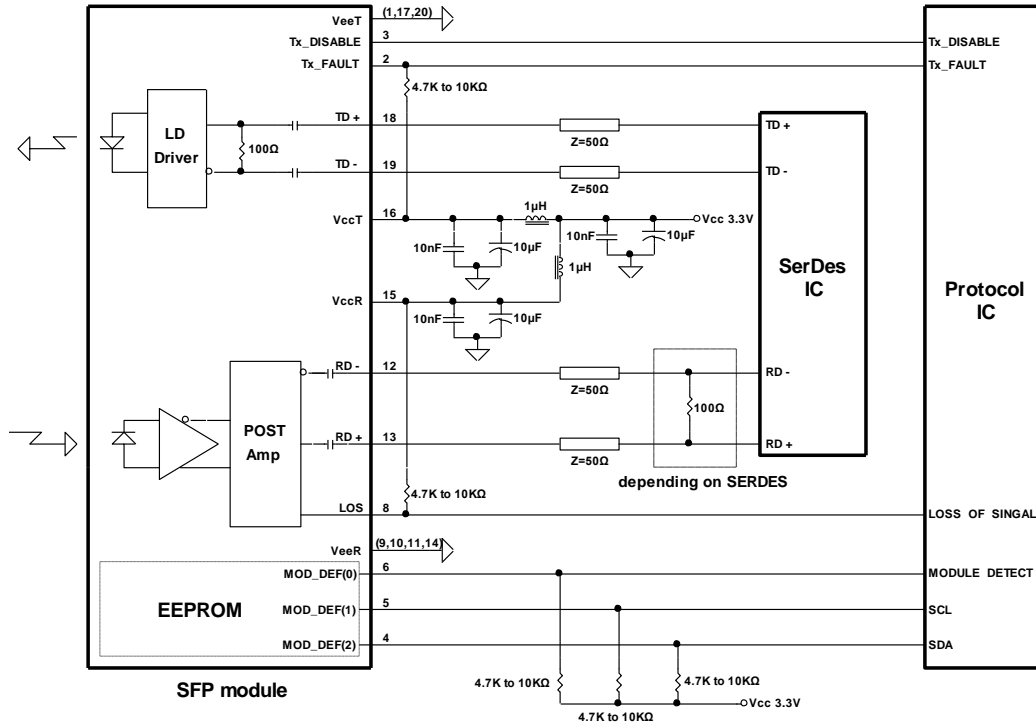 VeeT (1,17,20)
Tx_DISABLE 3 Tx_DISABLE
Tx_FAULT 2 Tx_FAULT
4.7K to 10KΩ
LD
Driver
100Ω
TD + 18 Z=50Ω TD +
TD - 19 Z=50Ω TD -
1µH
VccT 16 Vcc 3.3V
10nF 10µF 10nF 10µF
1µH
SerDes
IC
Protocol
IC
VccR 15
10nF 10µF
RD - 12 Z=50Ω RD -
100Ω
POST
Amp
RD + 13 Z=50Ω RD +
depending on SERDES
4.7K to 10KΩ
LOS 8 LOSS OF SINGAL
VeeR (9,10,11,14)
MOD_DEF(0) 6 MODULE DETECT
EEPROM
MOD_DEF(1) 5 SCL
MOD_DEF(2) 4 SDA
4.7K to 10KΩ 4.7K to 10KΩ
SFP module
Vcc 3.3V
4.7K to 10KΩ